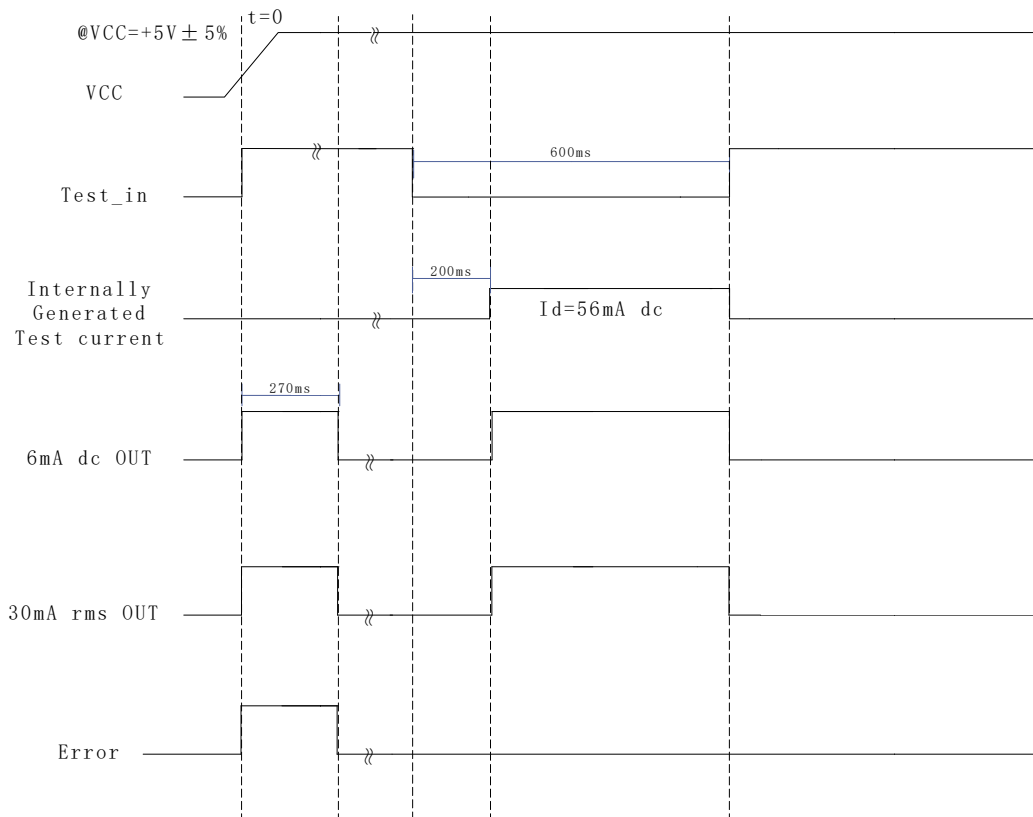 t=0
@VCC=+5V±5%
VCC
600ms
Test_in
200ms
Internally
Generated
Test current
Id=56mA dc
270ms
6mA dc OUT
30mA rms OUT
Error